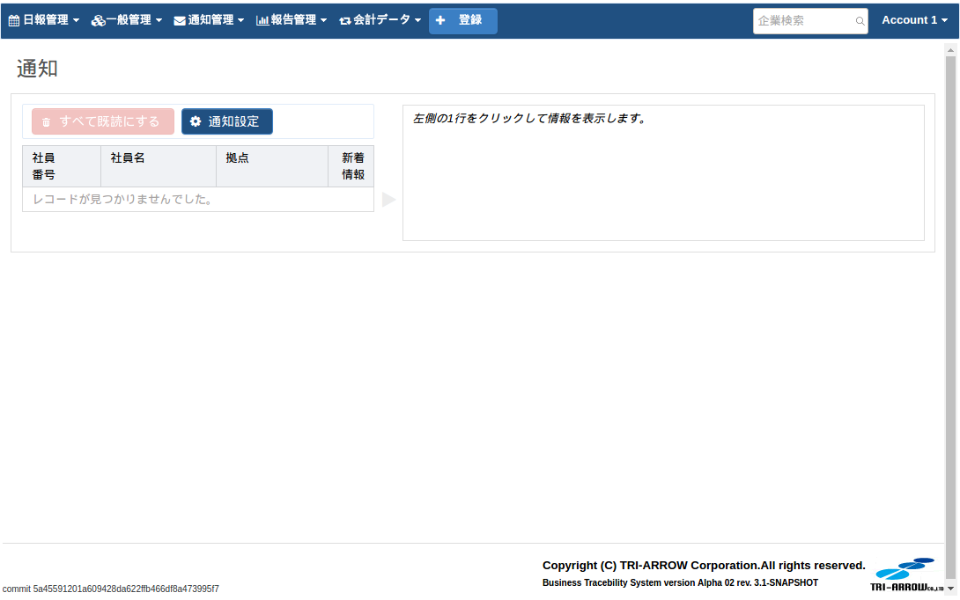 日報管理 一般管理 通知管理 報告管理 会計データ 登録 企業検索 Account 1
通知
すべて既読にする 通知設定
左側の1行をクリックして情報を表示します。
社員番号 社員名 拠点 新着情報
レコードが見つかりませんでした。
Copyright (C) TRI-ARROW Corporation.All rights reserved.
Business Tracebility System version Alpha 02 rev. 3.1-SNAPSHOT
TRI-ARROW CO.,LTD
commit 5a45591201a609428da622ffb466df8a473995f7